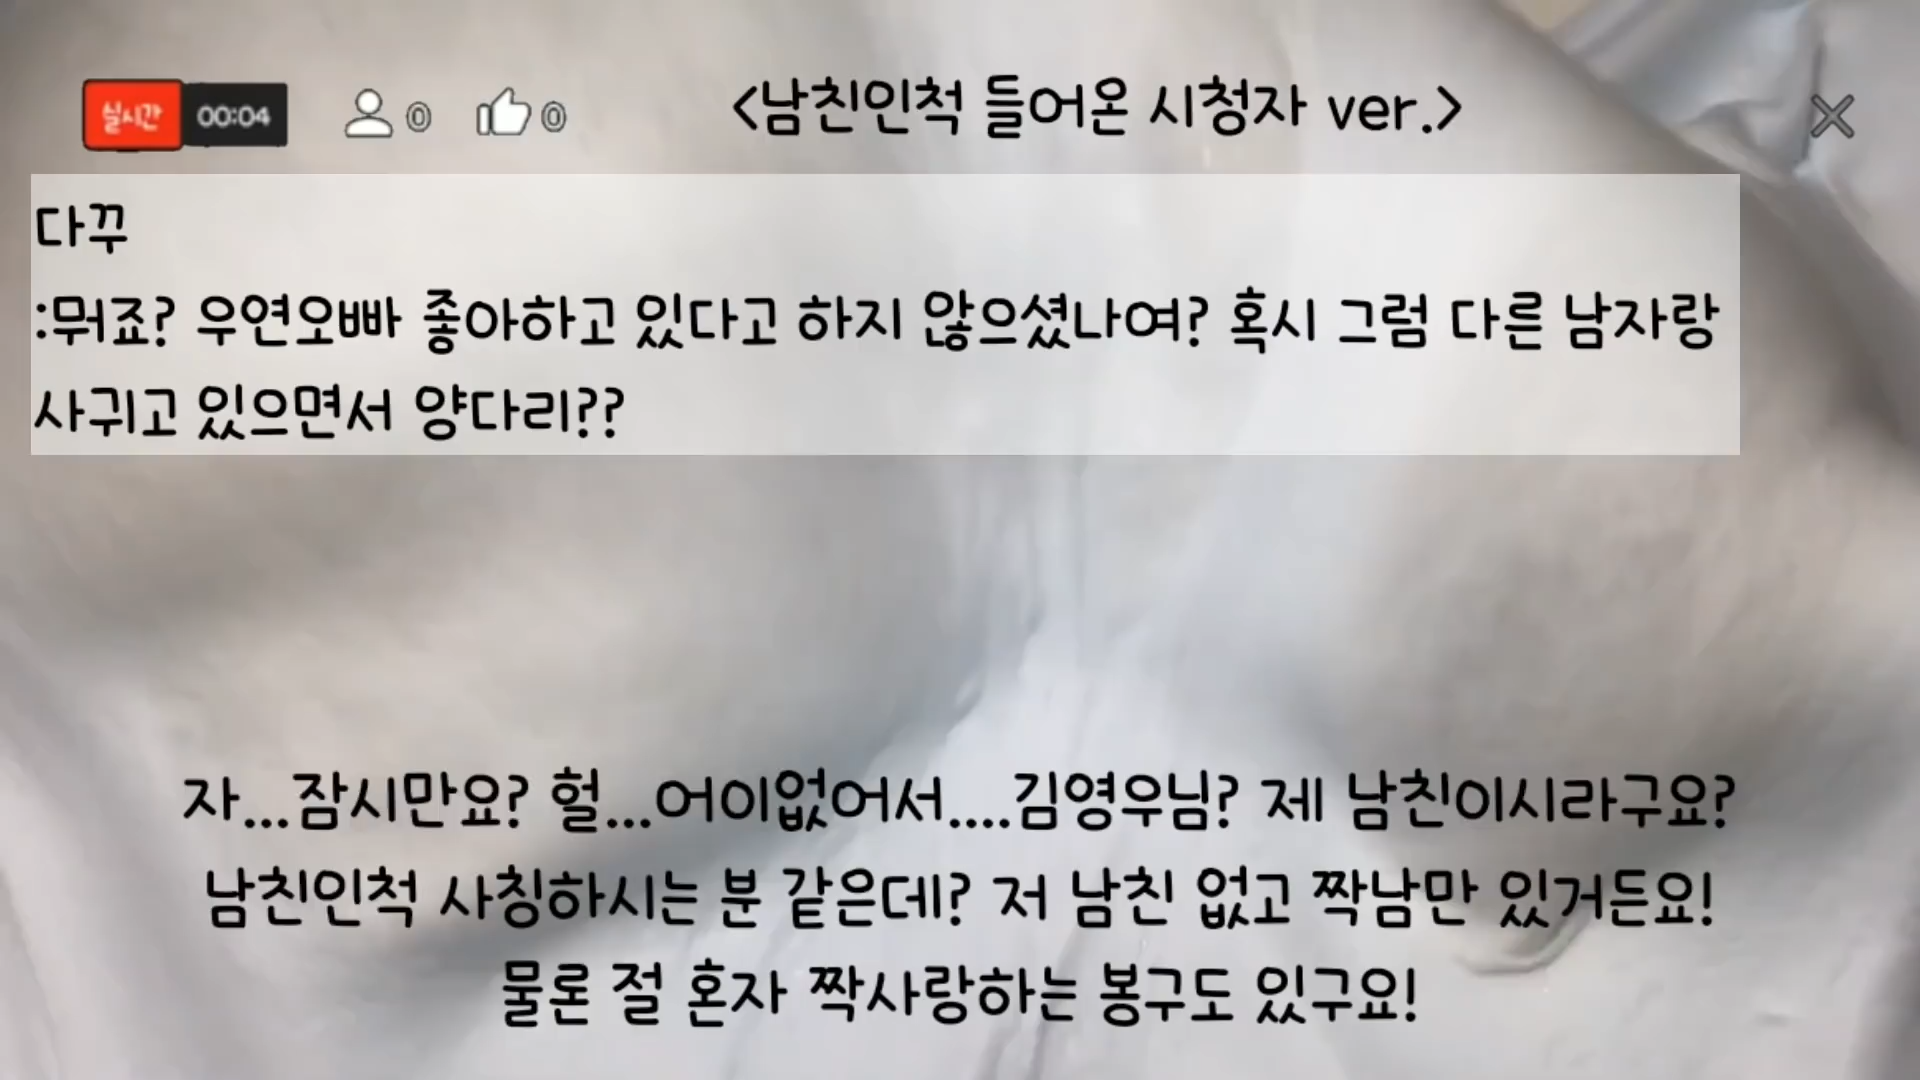 실시간 00:04 0 0 <남친인척 들어온 시청자 ver.>
다꾸
:뭐죠? 우연오빠 좋아하고 있다고 하지 않으셨나여? 혹시 그럼 다른 남자랑
사귀고 있으면서 양다리??
자...잠시만요? 헐...어이없어서....김영우님? 제 남친이시라구요?
남친인척 사칭하시는 분 같은데? 저 남친 없고 짝남만 있거든요!
물론 절 혼자 짝사랑하는 봉구도 있구요!